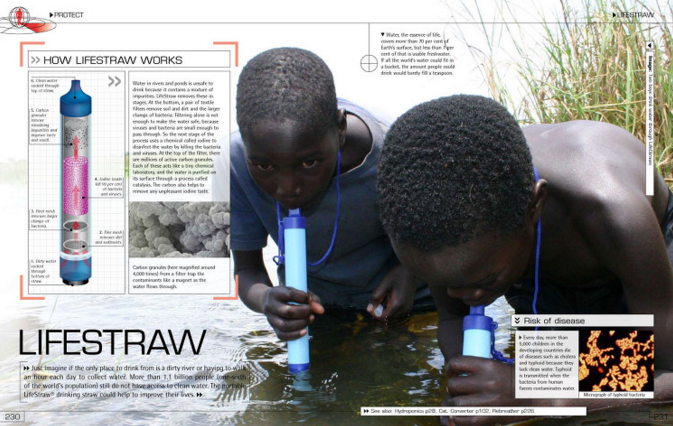 PROTECT
LIFESTRAW
HOW LIFESTRAW WORKS
6. Clean water
sucked through
top of straw.
5. Carbon
granules
remove
remaining
impurities and
improve taste
and smell.
4. Iodine beads
kill 99 per cent
of bacteria
and viruses.
3. Finer mesh
removes larger
clumps of
bacteria.
2. Fine mesh
removes dirt
and sediments.
1. Dirty water
sucked
through
bottom of
straw.
Water in rivers and ponds is unsafe to
drink because it contains a mixture of
impurities. LifeStraw removes these in
stages. At the bottom, a pair of textile
filters remove soil and dirt and the larger
clumps of bacteria. Filtering alone is not
enough to make the water safe, because
viruses and bacteria are small enough to
pass through. So the next stage of the
process uses a chemical called iodine to
disinfect the water by killing the bacteria
and viruses. At the top of the filter, there
are millions of active carbon granules.
Each of these acts like a tiny chemical
laboratory, and the water is purified on
its surface through a process called
catalysis. The carbon also helps to
remove any unpleasant iodine taste.
Carbon granules (here magnified around
4,000 times) from a filter trap the
contaminants like a magnet as the
water flows through.
Water, the essence of life,
covers more than 70 per cent of
Earth's surface, but less than 1 per
cent of that is usable freshwater.
If all the world's water could fit in
a bucket, the amount people could
drink would barely fill a teaspoon.
Image: Two boys drink water through LifeStraws
LIFESTRAW
Just imagine if the only place to drink from is a dirty river or having to walk
an hour each day to collect water. More than 1.1 billion people (one-sixth
of the world's population) still do not have access to clean water. The portable
LifeStraw® drinking straw could help to improve their lives.
Risk of disease
Every day, more than
5,000 children in the
developing countries die
of diseases such as cholera
and typhoid because they
lack clean water. Typhoid
is transmitted when the
bacteria from human
faeces contaminates water.
Micrograph of typhoid bacteria
See also: Hydroponics p28, Cat. Converter p102, Rebreather p226
230
231